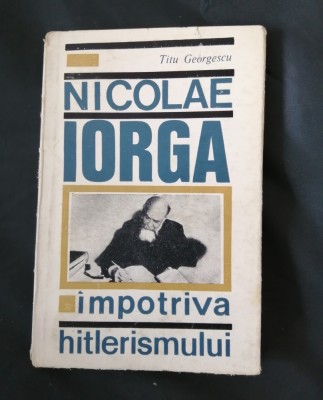 Titu Georgescu
NICOLAE
IORGA
împotriva
hitlerismului